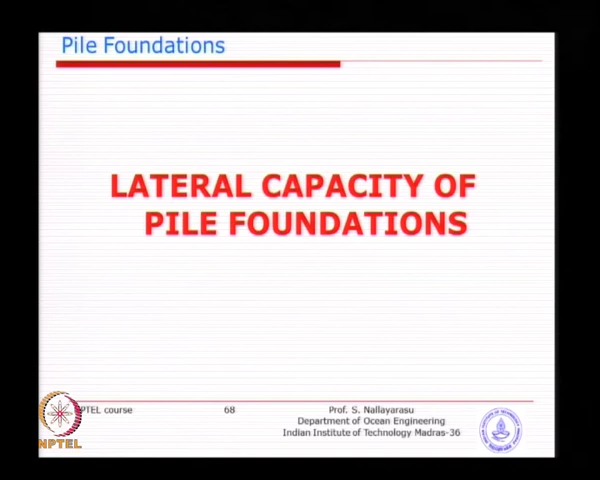 Pile Foundations
LATERAL CAPACITY OF
PILE FOUNDATIONS
PTEL course
68
Prof. S. Nallayarasu
Department of Ocean Engineering
Indian Institute of Technology Madras-36
NPTEL